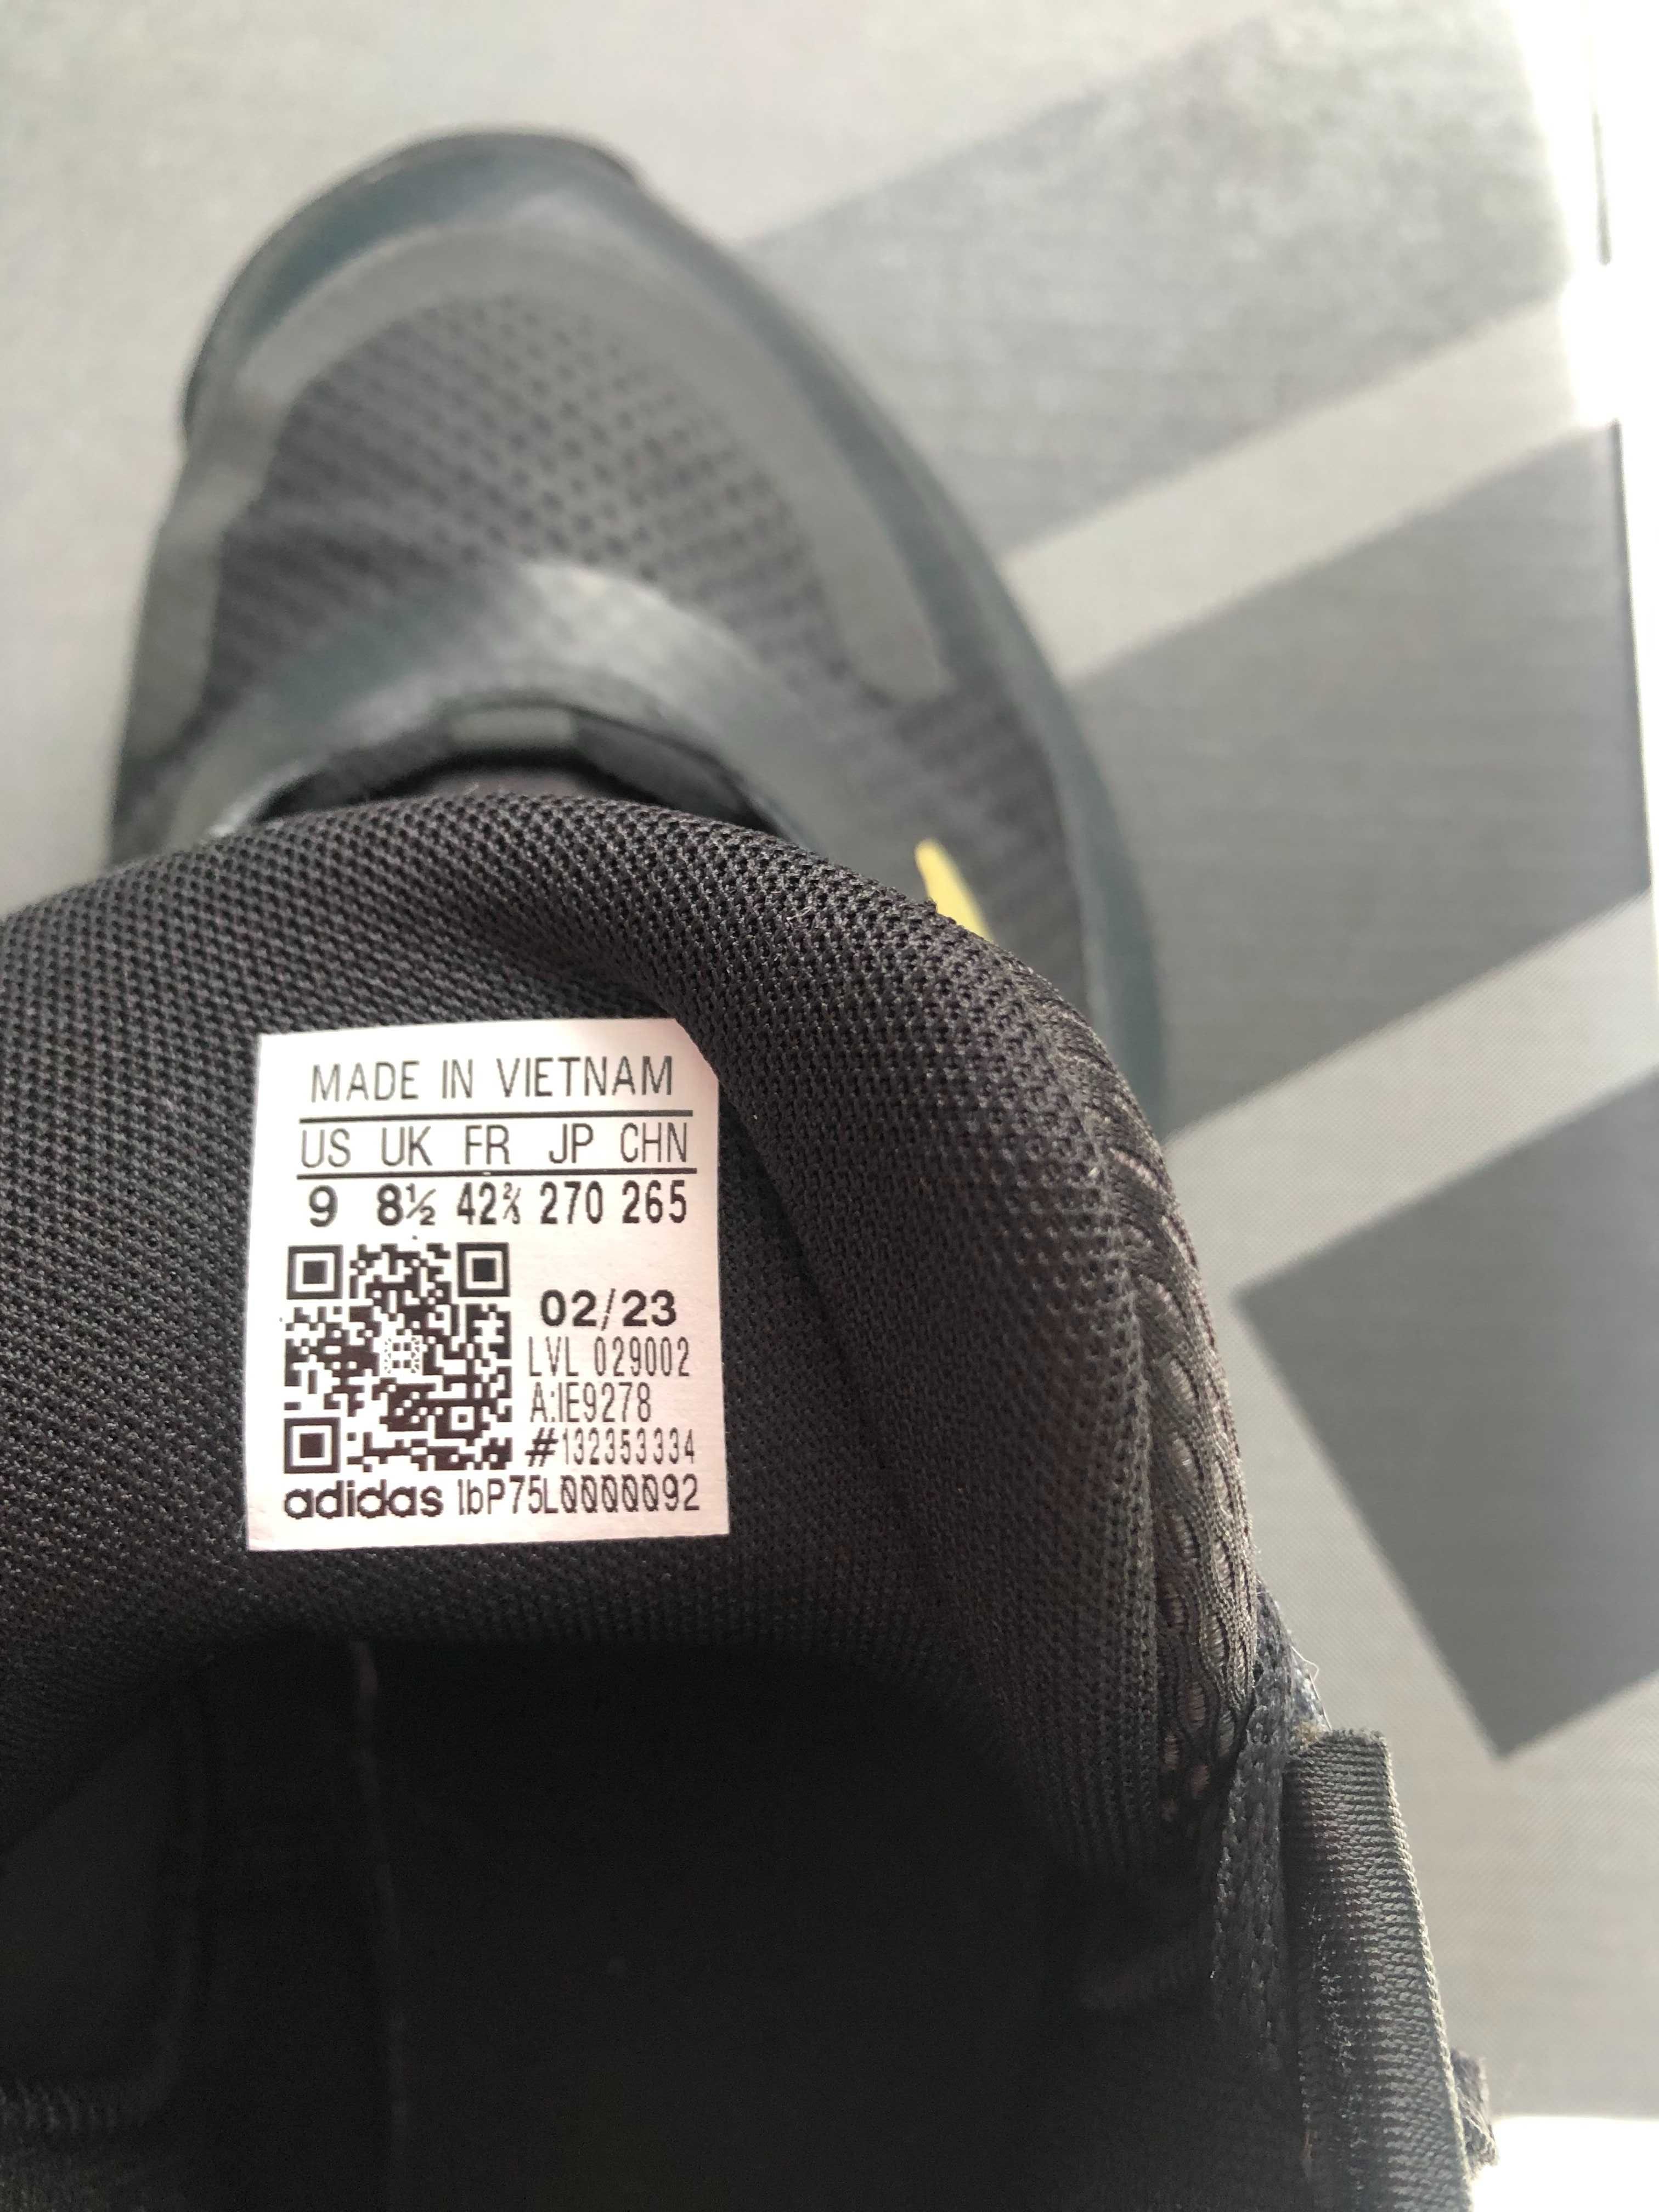 MADE IN VIETNAM
US UK FR JP CHN
9 8½ 42⅔ 270 265
02/23
LVL 029002
A:IE9278
#132353334
adidas 1bP75L0000092